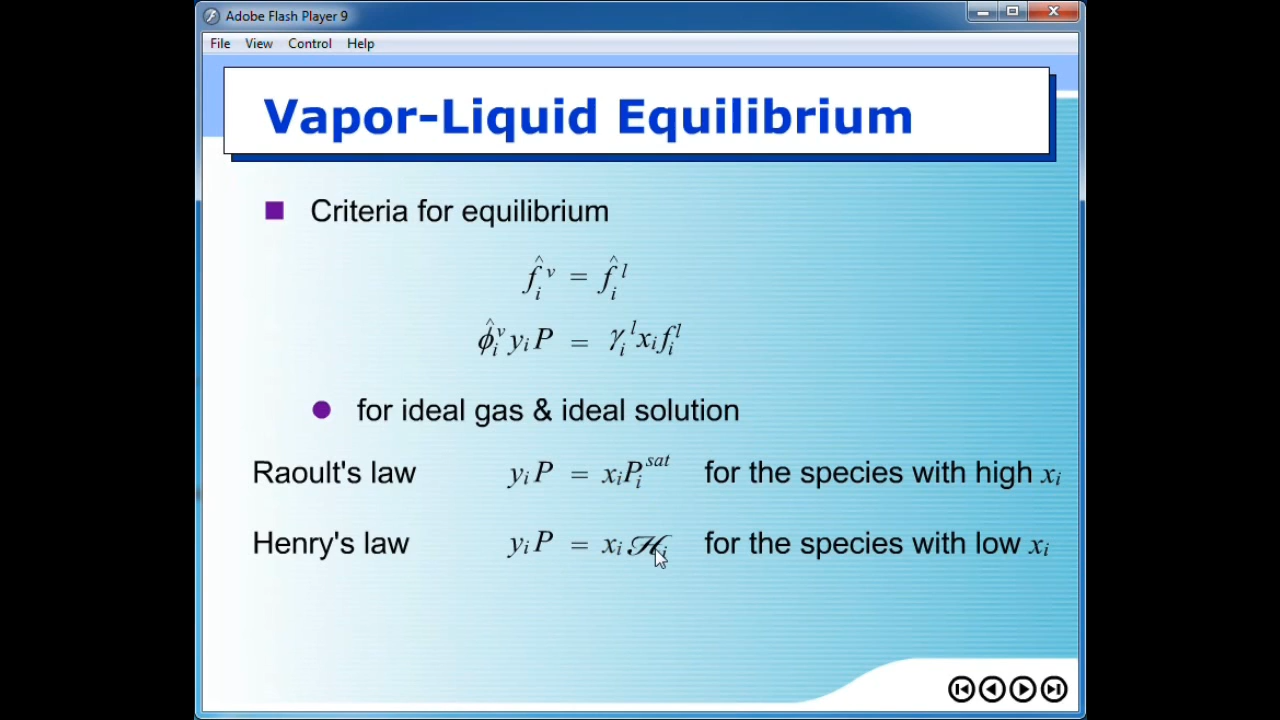 Adobe Flash Player 9
File View Control Help
Vapor-Liquid Equilibrium
Criteria for equilibrium
f̂ᵢᵛ = f̂ᵢˡ
ϕ̂ᵢᵛ yᵢ P = γᵢˡ xᵢ fᵢˡ
for ideal gas & ideal solution
Raoult's law yᵢ P = xᵢ Pᵢˢᵃᵗ for the species with high xᵢ
Henry's law yᵢ P = xᵢ ℋᵢ for the species with low xᵢ